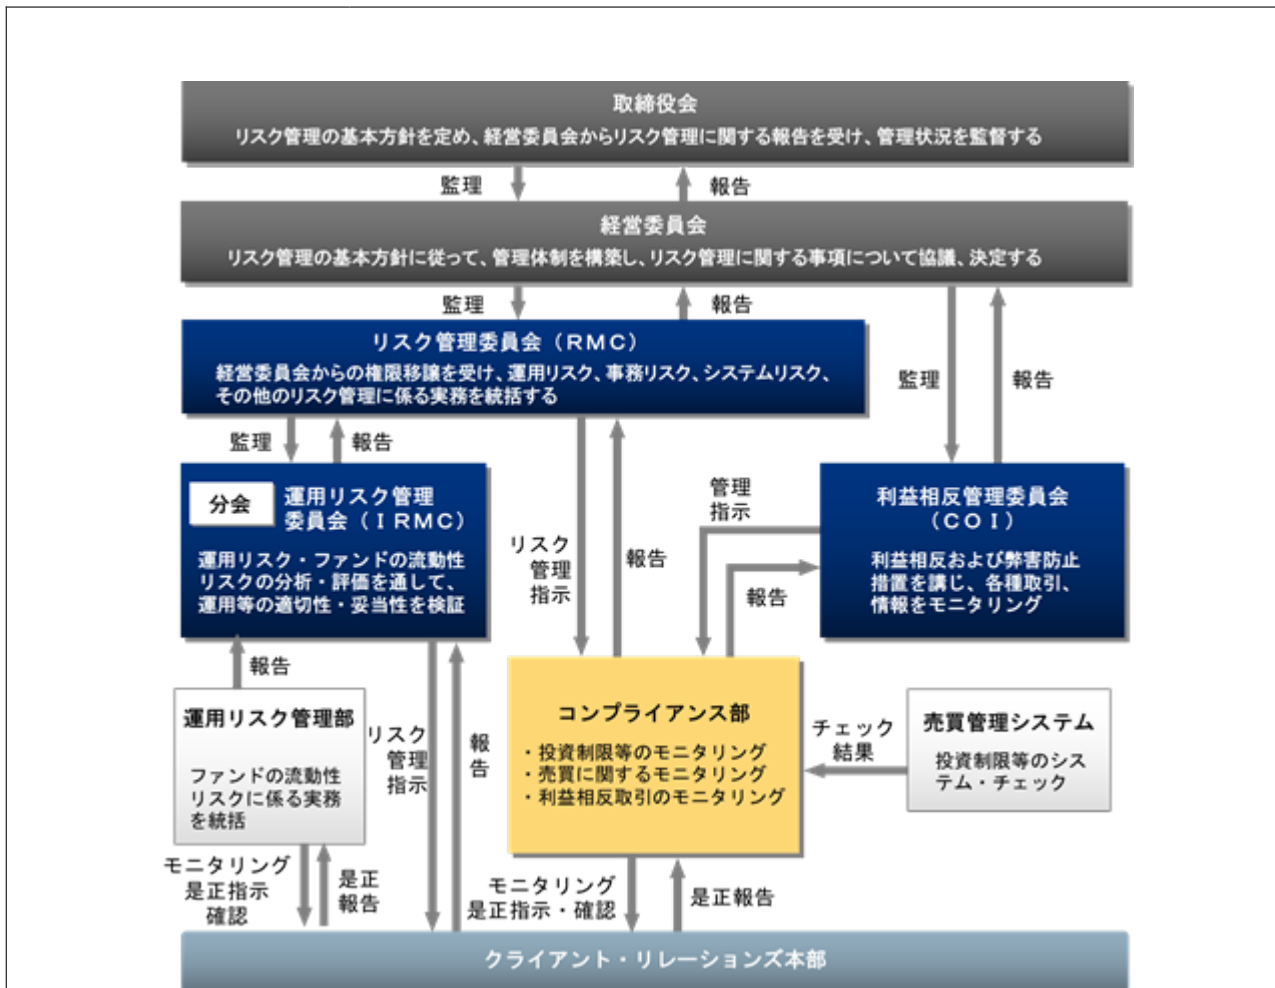 取締役会
リスク管理の基本方針を定め、経営委員会からリスク管理に関する報告を受け、管理状況を監督する
監理
報告
経営委員会
リスク管理の基本方針に従って、管理体制を構築し、リスク管理に関する事項について協議、決定する
監理
報告
リスク管理委員会（ＲＭＣ）
経営委員会からの権限移譲を受け、運用リスク、事務リスク、システムリスク、
その他のリスク管理に係る実務を統括する
監理
報告
監理
報告
分会
運用リスク管理
委員会（ＩＲＭＣ）
運用リスク・ファンドの流動性
リスクの分析・評価を通して、
運用等の適切性・妥当性を検証
リスク
管理
指示
報告
管理
指示
報告
利益相反管理委員会
（ＣＯＩ）
利益相反および弊害防止
措置を講じ、各種取引、
情報をモニタリング
報告
運用リスク管理部
ファンドの流動性
リスクに係る実務
を統括
リスク
管理
指示
報
告
コンプライアンス部
・投資制限等のモニタリング
・売買に関するモニタリング
・利益相反取引のモニタリング
チェック
結果
売買管理システム
投資制限等のシス
テム・チェック
モニタリング
是正指示
確認
是正
報告
モニタリング
是正指示・確認
是正報告
クライアント・リレーションズ本部